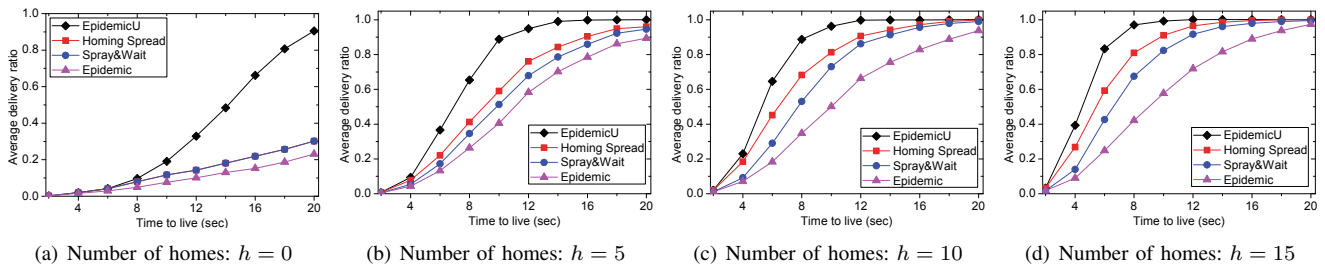 Average delivery ratio
1.0
0.8
0.6
0.4
0.2
0.0
EpidemicU
Homing Spread
Spray&Wait
Epidemic
4 8 12 16 20
Time to live (sec)
(a) Number of homes: h = 0
Average delivery ratio
1.0
0.8
0.6
0.4
0.2
0.0
EpidemicU
Homing Spread
Spray&Wait
Epidemic
4 8 12 16 20
Time to live (sec)
(b) Number of homes: h = 5
Average delivery ratio
1.0
0.8
0.6
0.4
0.2
0.0
EpidemicU
Homing Spread
Spray&Wait
Epidemic
4 8 12 16 20
Time to live (sec)
(c) Number of homes: h = 10
Average delivery ratio
1.0
0.8
0.6
0.4
0.2
0.0
EpidemicU
Homing Spread
Spray&Wait
Epidemic
4 8 12 16 20
Time to live (sec)
(d) Number of homes: h = 15